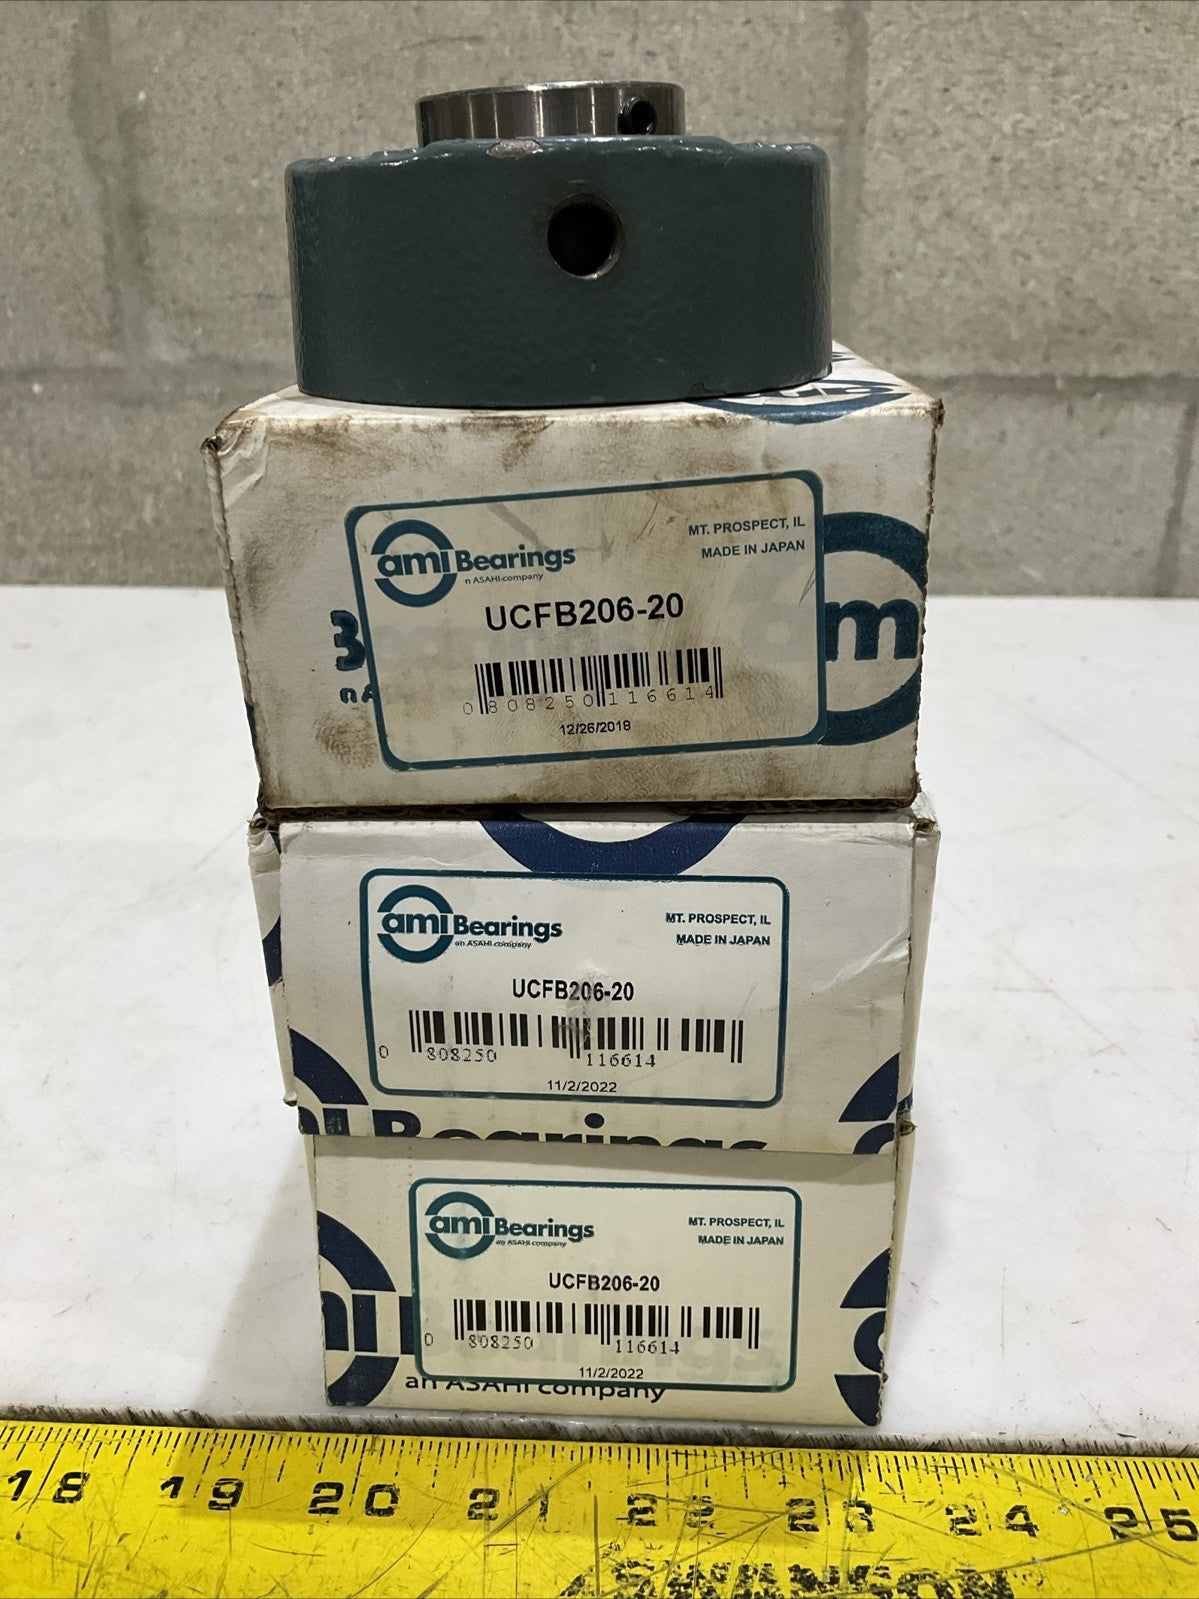 ami Bearings
n ASAHI company
MT. PROSPECT, IL
MADE IN JAPAN
UCFB206-20
0 808250 116614
12/26/2018
am
ami Bearings
an ASAHI company
MT. PROSPECT, IL
MADE IN JAPAN
UCFB206-20
0 808250 116614
11/2/2022
mi Bearings
ami Bearings
an ASAHI company
MT. PROSPECT, IL
MADE IN JAPAN
UCFB206-20
0 808250 116614
11/2/2022
an ASAHI company
18 19 20 21 22 23 24 25